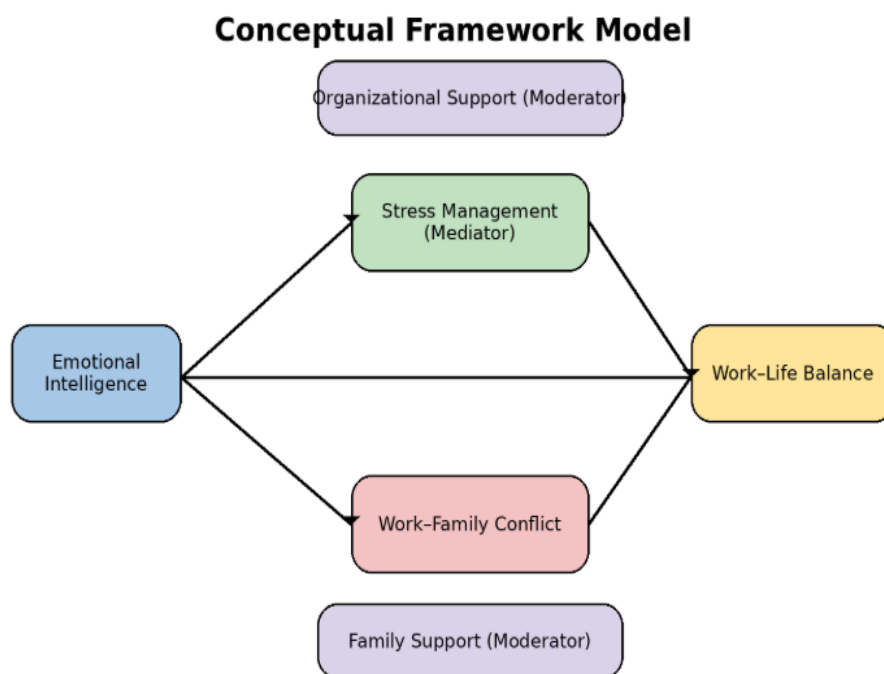 Conceptual Framework Model
Organizational Support (Moderator)
Stress Management
(Mediator)
Emotional
Intelligence
Work–Life Balance
Work–Family Conflict
Family Support (Moderator)